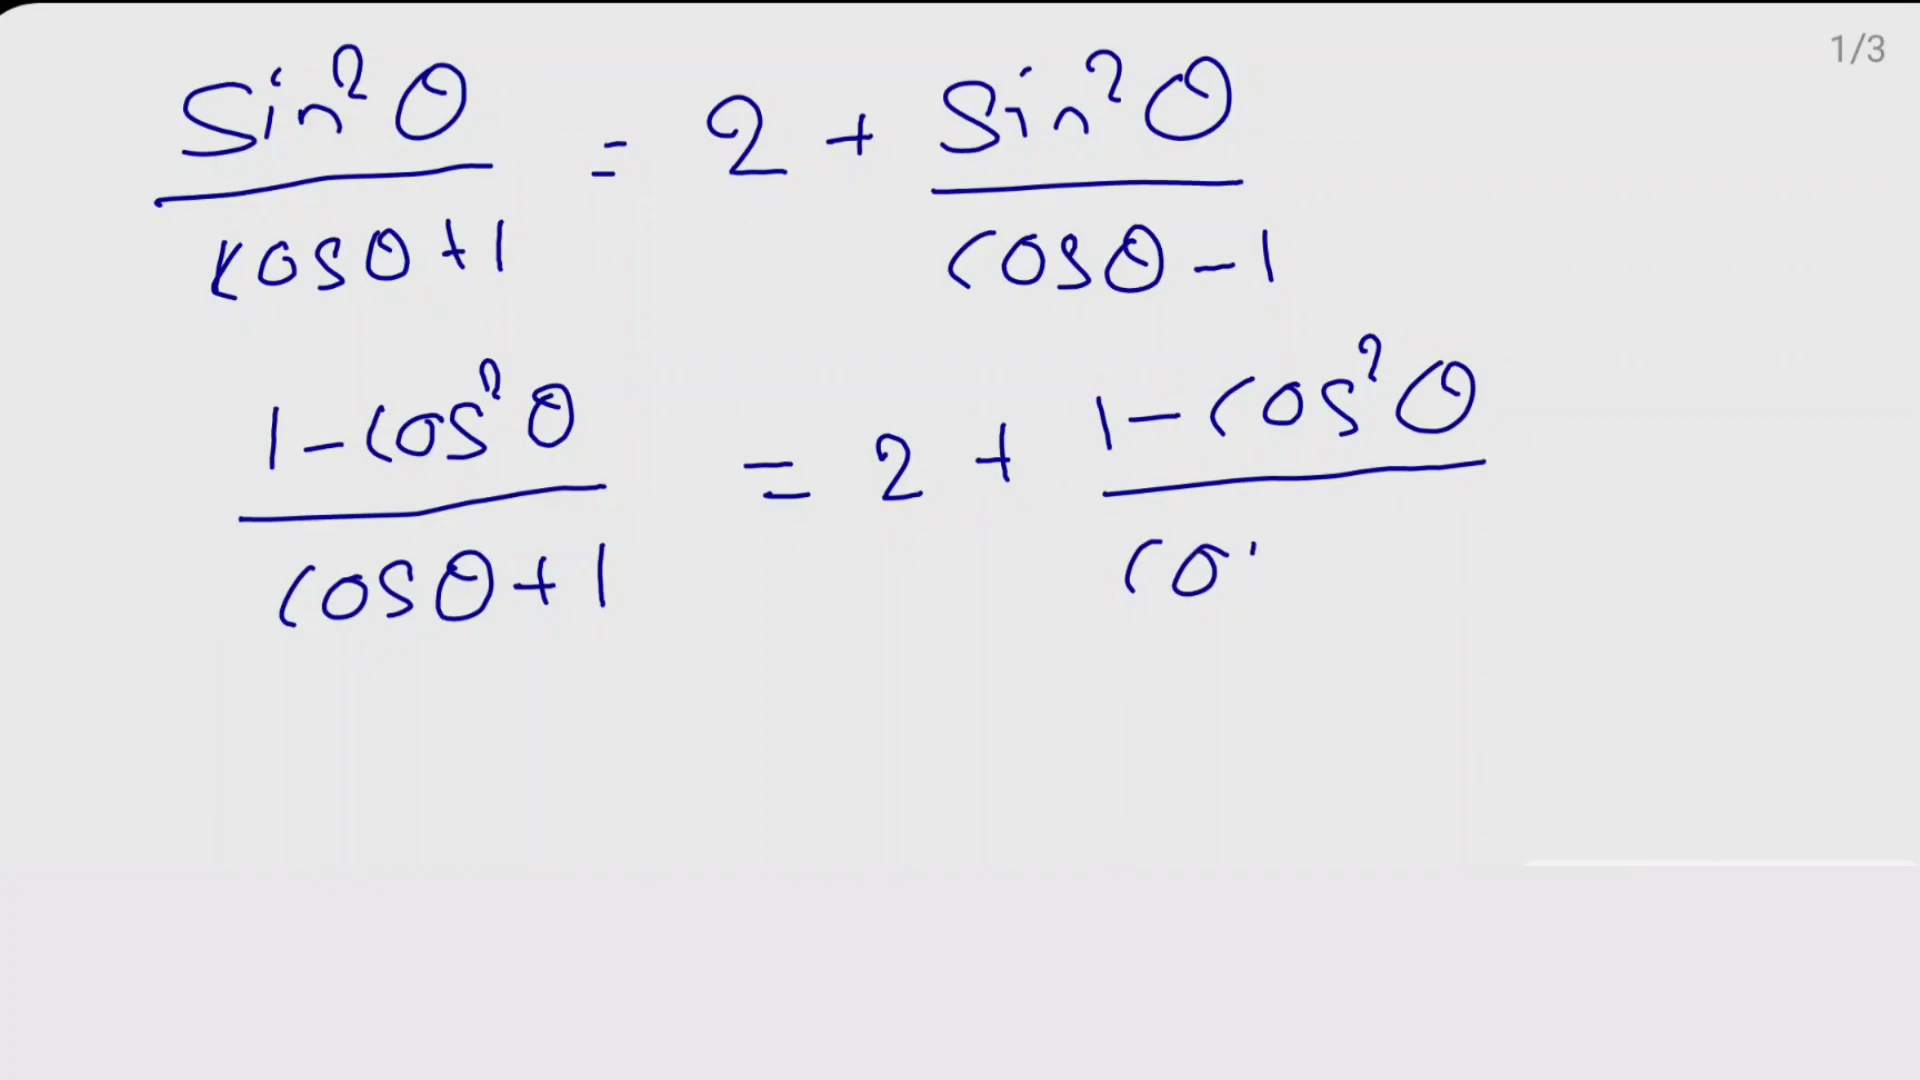 1/3
Sin²θ / cosθ+1 = 2 + Sin²θ / cosθ-1
1-cos²θ / cosθ+1 = 2 + 1-cos²θ / co